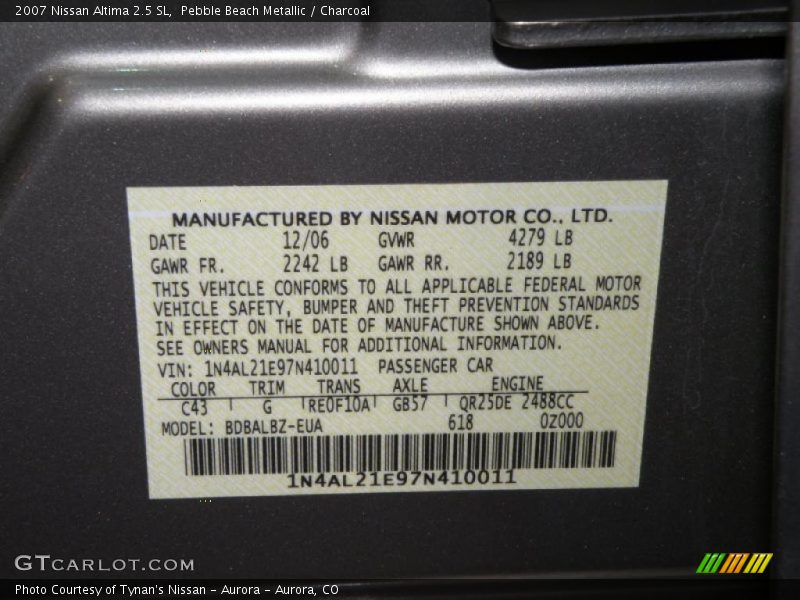 2007 Nissan Altima 2.5 SL,  Pebble Beach Metallic / Charcoal
MANUFACTURED BY NISSAN MOTOR CO., LTD.
DATE 12/06 GVWR 4279 LB
GAWR FR. 2242 LB GAWR RR. 2189 LB
THIS VEHICLE CONFORMS TO ALL APPLICABLE FEDERAL MOTOR
VEHICLE SAFETY, BUMPER AND THEFT PREVENTION STANDARDS
IN EFFECT ON THE DATE OF MANUFACTURE SHOWN ABOVE.
SEE OWNERS MANUAL FOR ADDITIONAL INFORMATION.
VIN: 1N4AL21E97N410011 PASSENGER CAR
COLOR TRIM TRANS AXLE ENGINE
C43 G RE0F10A GB57 QR25DE 2488CC
MODEL: BDBALBZ-EUA 618 0Z000
1N4AL21E97N410011
GTCARLOT.COM
Photo Courtesy of Tynan's Nissan - Aurora - Aurora, CO